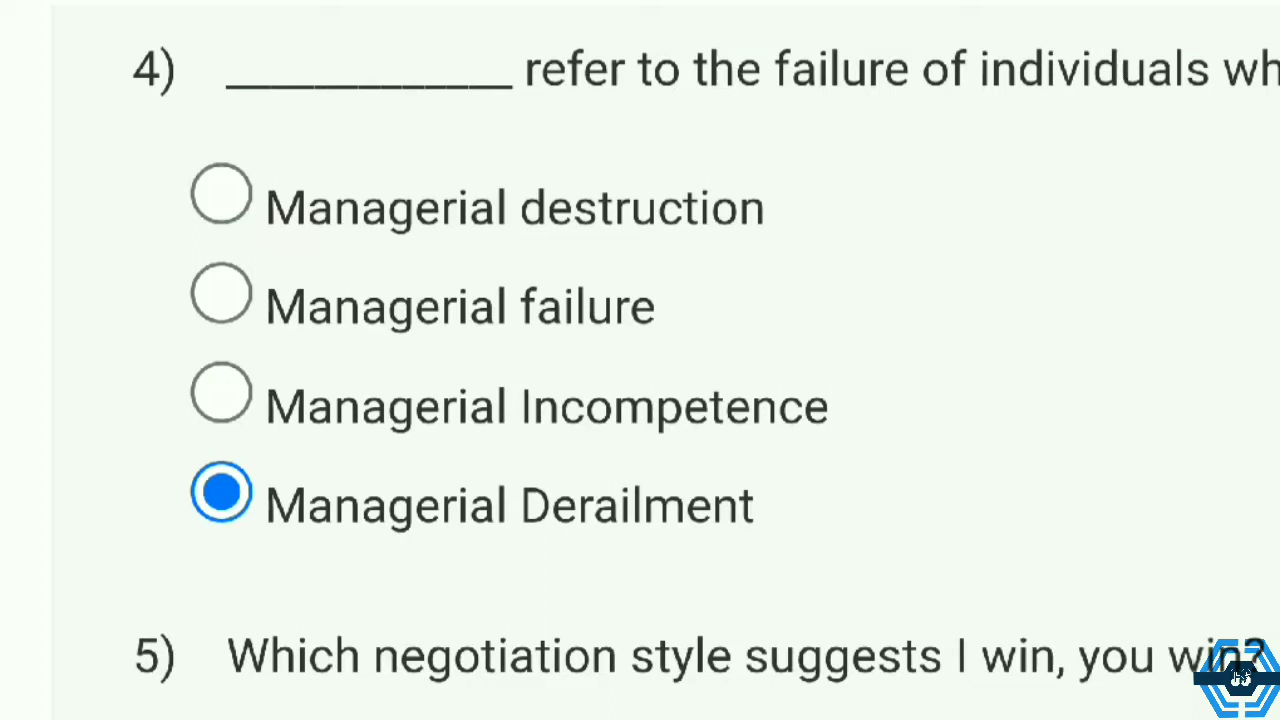 4) _____________ refer to the failure of individuals wh
Managerial destruction
Managerial failure
Managerial Incompetence
Managerial Derailment
5) Which negotiation style suggests I win, you win?